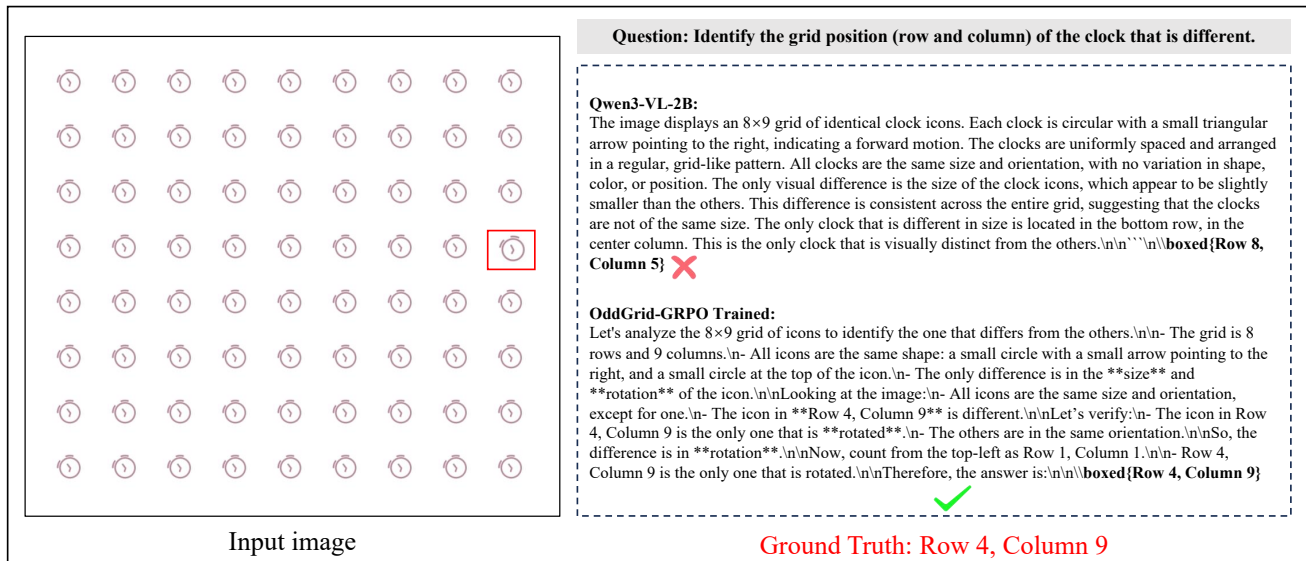 Question: Identify the grid position (row and column) of the clock that is different.
Qwen3-VL-2B:
The image displays an 8×9 grid of identical clock icons. Each clock is circular with a small triangular
arrow pointing to the right, indicating a forward motion. The clocks are uniformly spaced and arranged
in a regular, grid-like pattern. All clocks are the same size and orientation, with no variation in shape,
color, or position. The only visual difference is the size of the clock icons, which appear to be slightly
smaller than the others. This difference is consistent across the entire grid, suggesting that the clocks
are not of the same size. The only clock that is different in size is located in the bottom row, in the
center column. This is the only clock that is visually distinct from the others.\n\n```\n\\boxed{Row 8,
Column 5}
OddGrid-GRPO Trained:
Let's analyze the 8×9 grid of icons to identify the one that differs from the others.\n\n- The grid is 8
rows and 9 columns.\n- All icons are the same shape: a small circle with a small arrow pointing to the
right, and a small circle at the top of the icon.\n- The only difference is in the **size** and
**rotation** of the icon.\n\nLooking at the image:\n- All icons are the same size and orientation,
except for one.\n- The icon in **Row 4, Column 9** is different.\n\nLet’s verify:\n- The icon in Row
4, Column 9 is the only one that is **rotated**.\n- The others are in the same orientation.\n\nSo, the
difference is in **rotation**.\n\nNow, count from the top-left as Row 1, Column 1.\n\n- Row 4,
Column 9 is the only one that is rotated.\n\nTherefore, the answer is:\n\n\\boxed{Row 4, Column 9}
Input image
Ground Truth: Row 4, Column 9